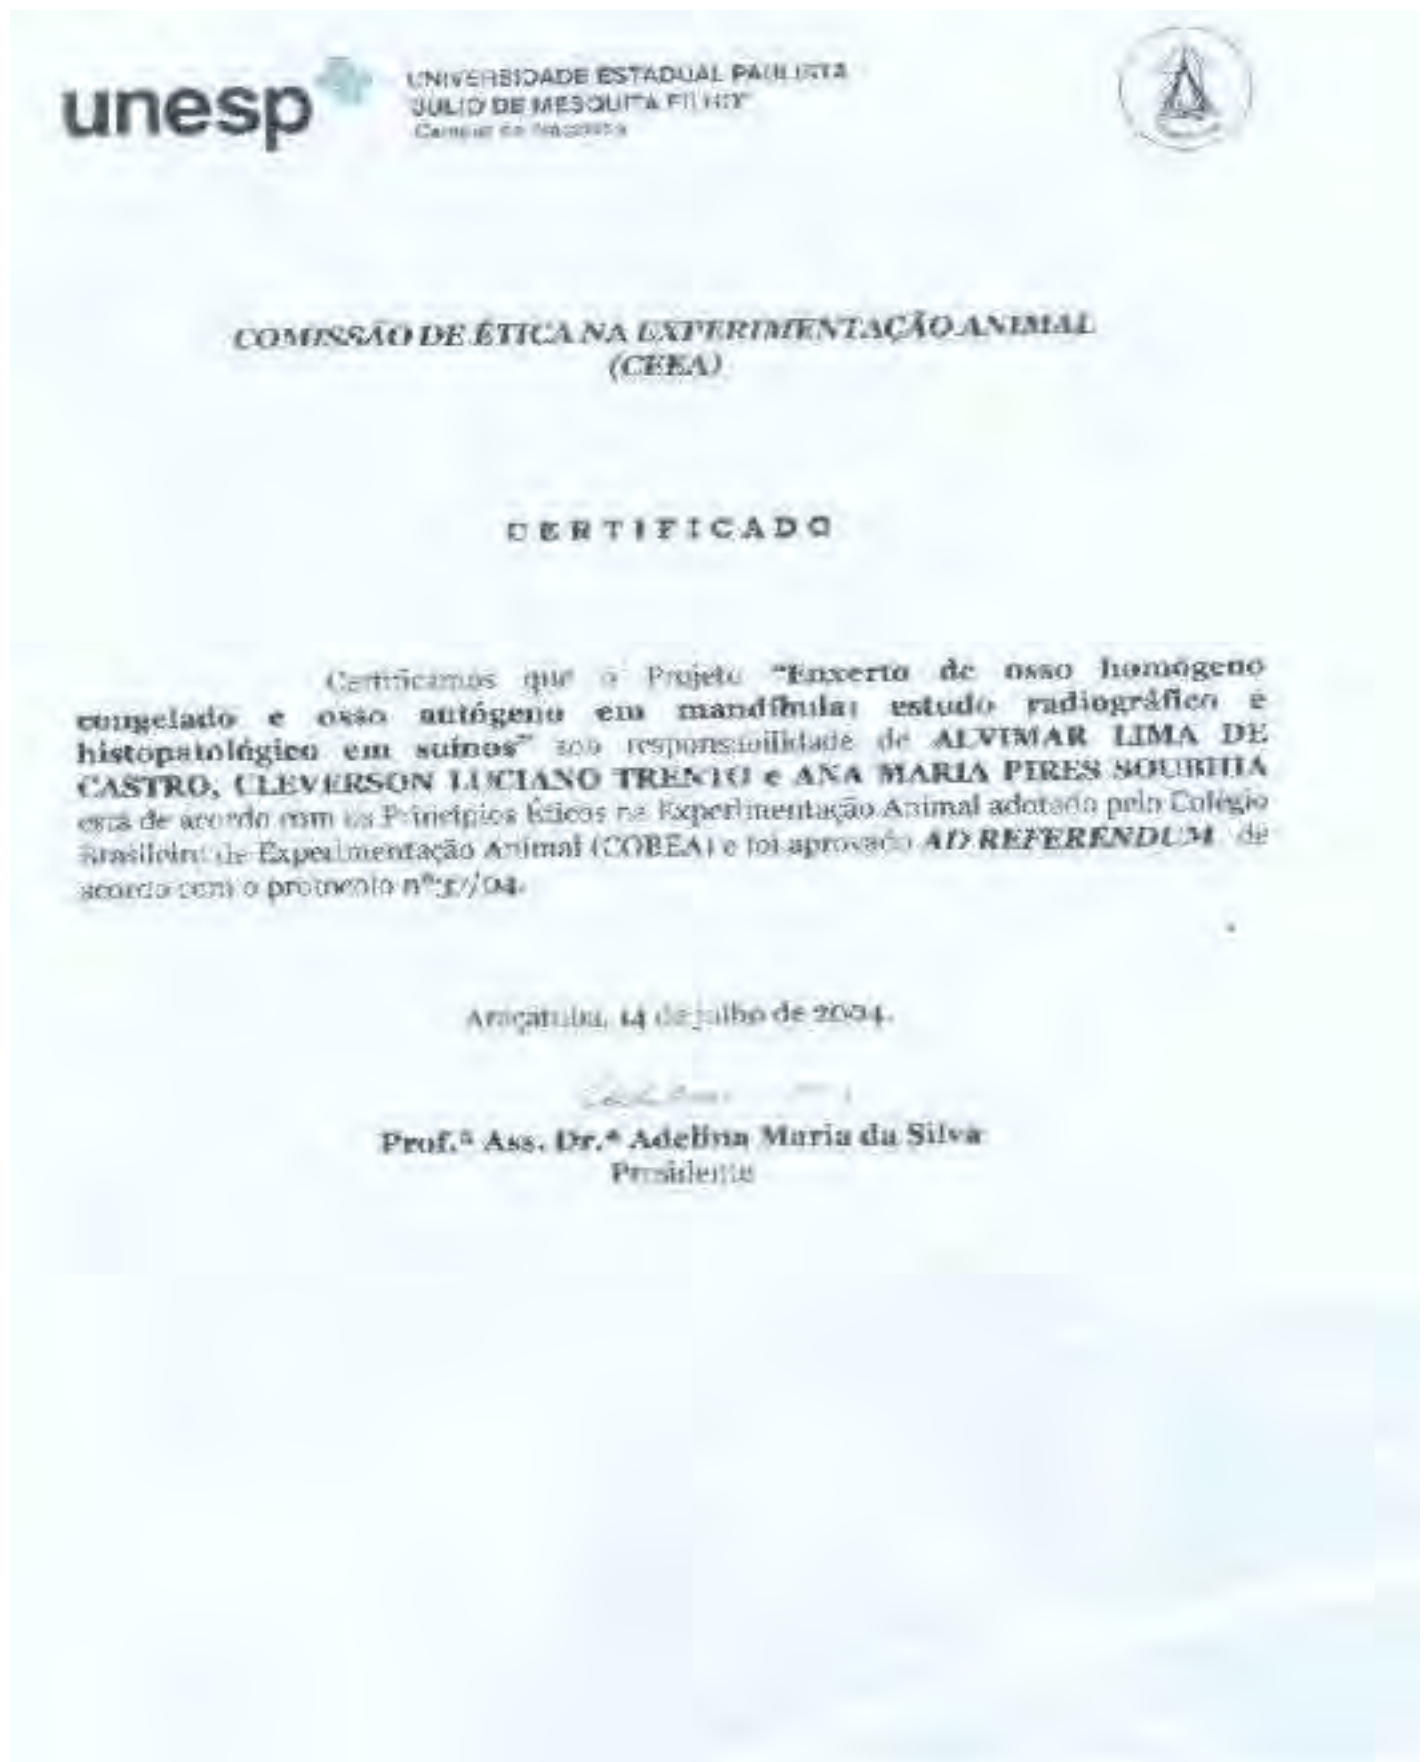 unesp
UNIVERSIDADE ESTADUAL PAULISTA
"JULIO DE MESQUITA FILHO"
Campus de Araçatuba
COMISSÃO DE ÉTICA NA EXPERIMENTAÇÃO ANIMAL
(CEEA)
CERTIFICADO
Certificamos que o Projeto "Enxerto de osso homógeno
congelado e osso autógeno em mandíbula: estudo radiográfico e
histopatológico em suínos" sob responsabilidade de ALVIMAR LIMA DE
CASTRO, CLEVERSON LUCIANO TRENTO e ANA MARIA PIRES SOUBHIA
está de acordo com os Princípios Éticos na Experimentação Animal adotado pelo Colégio
Brasileiro de Experimentação Animal (COBEA) e foi aprovado AD REFERENDUM de
acordo com o protocolo
Araçatuba, 14 de julho de 2004.
Prof.ª Ass. Dr.ª Adelina Maria da Silva
Presidente